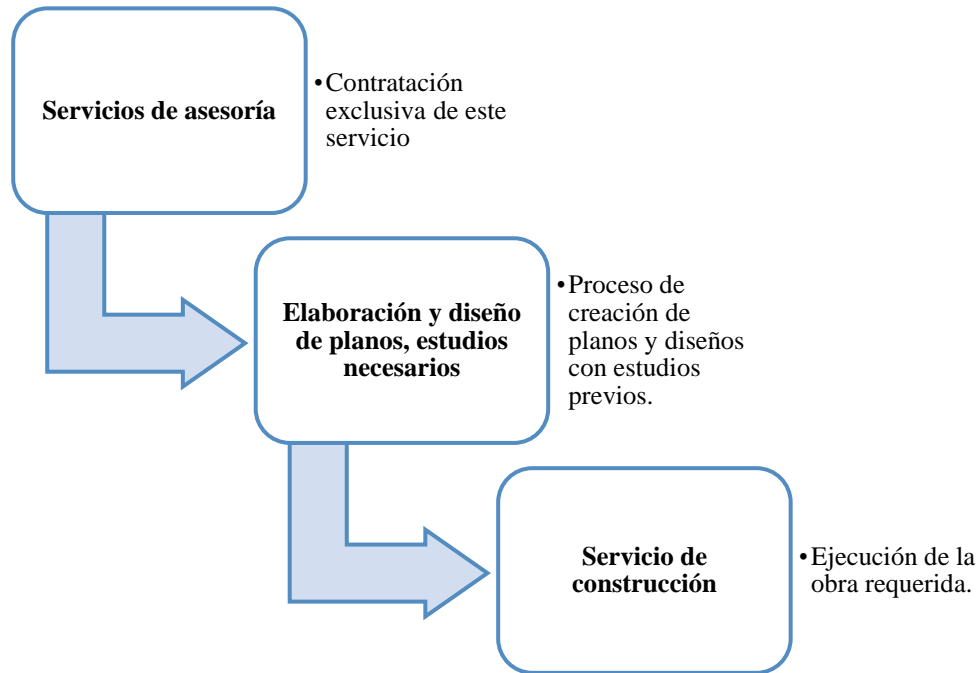 Servicios de asesoría
•Contratación
exclusiva de este
servicio
Elaboración y diseño
de planos, estudios
necesarios
•Proceso de
creación de
planos y diseños
con estudios
previos.
Servicio de
construcción
•Ejecución de la
obra requerida.